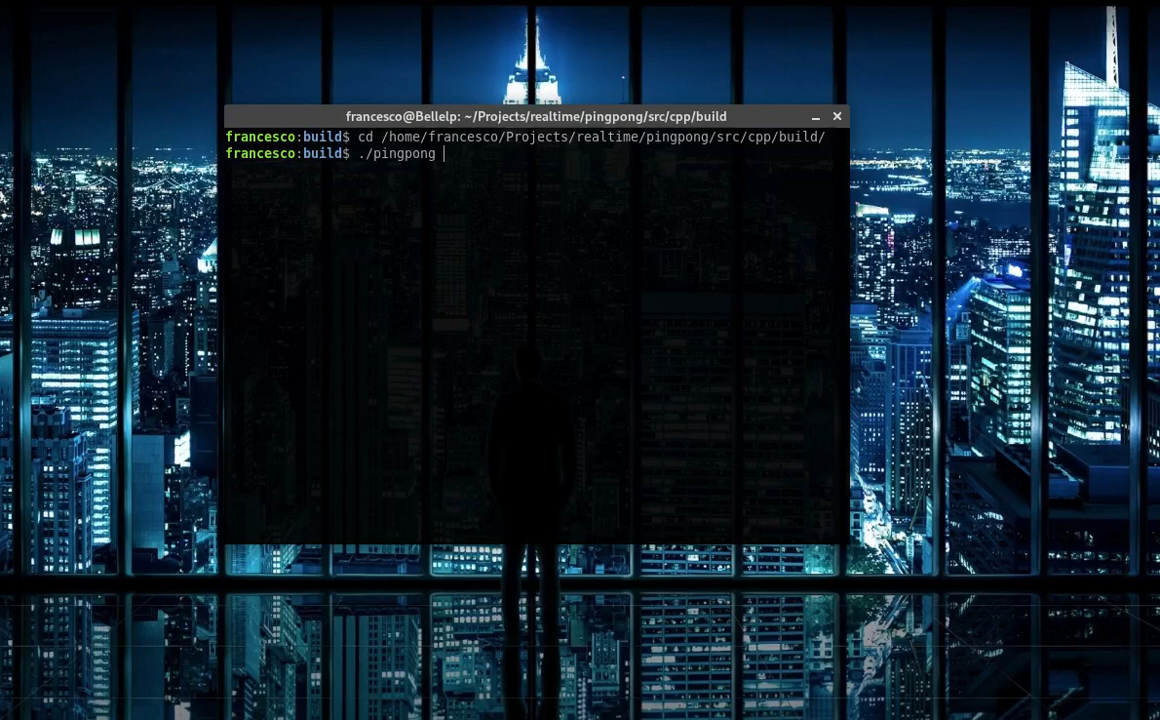 francesco@Bellelp: ~/Projects/realtime/pingpong/src/cpp/build
francesco:build$ cd /home/francesco/Projects/realtime/pingpong/src/cpp/build/
francesco:build$ ./pingpong